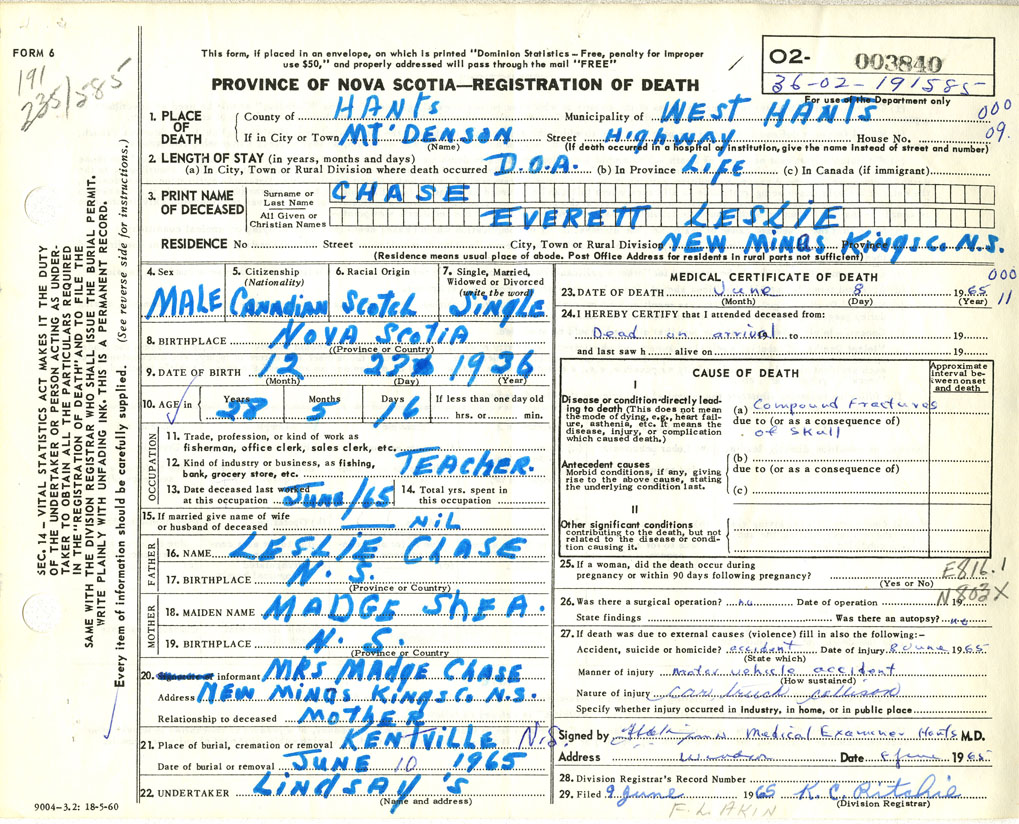 FORM 6
191
235/585
This form, if placed in an envelope, on which is printed "Dominion Statistics – Free, penalty for improper
use $50," and properly addressed will pass through the mail "FREE"
PROVINCE OF NOVA SCOTIA—REGISTRATION OF DEATH
O2- 003840
36-02-191585
For use of the Department only
000
09.
1. PLACE OF DEATH
County of HANTS Municipality of WEST HANTS
If in City or Town MT' DENSON Street HIGHWAY House No.
(Name) (If death occurred in a hospital or institution, give the name instead of street and number)
2. LENGTH OF STAY (in years, months and days)
(a) In City, Town or Rural Division where death occurred D.O.A. (b) In Province LIFE (c) In Canada (if immigrant)
3. PRINT NAME OF DECEASED
Surname or Last Name CHASE
All Given or Christian Names EVERETT LESLIE
RESIDENCE No. Street City, Town or Rural Division NEW MINAS Province KINGS CO. N.S.
(Residence means usual place of abode. Post Office Address for residents in rural parts not sufficient)
4. Sex MALE
5. Citizenship (Nationality) CANADIAN
6. Racial Origin SCOTCH
7. Single, Married, Widowed or Divorced (write the word) SINGLE
8. BIRTHPLACE NOVA SCOTIA
(Province or Country)
9. DATE OF BIRTH 12 23 1936
(Month) (Day) (Year)
10. AGE in Years 28 Months 5 Days 16 If less than one day old hrs. or min.
OCCUPATION
11. Trade, profession, or kind of work as fisherman, office clerk, sales clerk, etc.
12. Kind of industry or business, as fishing, bank, grocery store, etc. TEACHER.
13. Date deceased last worked at this occupation JUNE/65
14. Total yrs. spent in this occupation
15. If married give name of wife or husband of deceased NIL
FATHER
16. NAME LESLIE CHASE
17. BIRTHPLACE N.S.
(Province or Country)
MOTHER
18. MAIDEN NAME MADGE SHEA.
19. BIRTHPLACE N.S.
(Province or Country)
20. informant MRS MADGE CHASE
Address NEW MINAS KINGS CO. N.S.
Relationship to deceased MOTHER
21. Place of burial, cremation or removal KENTVILLE N.S.
Date of burial or removal JUNE 10 1965
22. UNDERTAKER LINDSAY'S
(Name and address)
9004–3.2: 18-5-60
MEDICAL CERTIFICATE OF DEATH
000
11
23. DATE OF DEATH June 8 1965
(Month) (Day) (Year)
24. I HEREBY CERTIFY that I attended deceased from:
Dead on arrival to 19
and last saw h alive on 19
CAUSE OF DEATH
Approximate interval between onset and death
I
Disease or condition directly leading to death (This does not mean the mode of dying, e.g., heart failure, asthenia, etc. It means the disease, injury, or complication which caused death.)
(a) Compound Fractures
due to (or as a consequence of)
of Skull
Antecedent causes
Morbid conditions, if any, giving rise to the above cause, stating the underlying condition last.
(b)
due to (or as a consequence of)
(c)
II
Other significant conditions contributing to the death, but not related to the disease or condition causing it.
25. If a woman, did the death occur during pregnancy or within 90 days following pregnancy?
(Yes or No)
E816.1
N803X
26. Was there a surgical operation? no Date of operation 19
State findings Was there an autopsy? no
27. If death was due to external causes (violence) fill in also the following:–
Accident, suicide or homicide? accident Date of injury 8 June 1965
(State which)
Manner of injury motor vehicle accident
(How sustained)
Nature of injury car truck collision
Specify whether injury occurred in industry, in home, or in public place
Signed by Medical Examiner Hants M.D.
Address Windsor Date 8 June 1965
28. Division Registrar's Record Number
29. Filed 9 June 1965 K. C. Ritchie
(Division Registrar)
F. L. AKIN
SEC. 14 – VITAL STATISTICS ACT MAKES IT THE DUTY
OF THE UNDERTAKER OR PERSON ACTING AS UNDER-
TAKER TO OBTAIN ALL THE PARTICULARS REQUIRED
IN THE "REGISTRATION OF DEATH" AND TO FILE THE
SAME WITH THE DIVISION REGISTRAR WHO SHALL ISSUE THE BURIAL PERMIT.
WRITE PLAINLY WITH UNFADING INK. THIS IS A PERMANENT RECORD.
Every item of information should be carefully supplied. (See reverse side for instructions.)